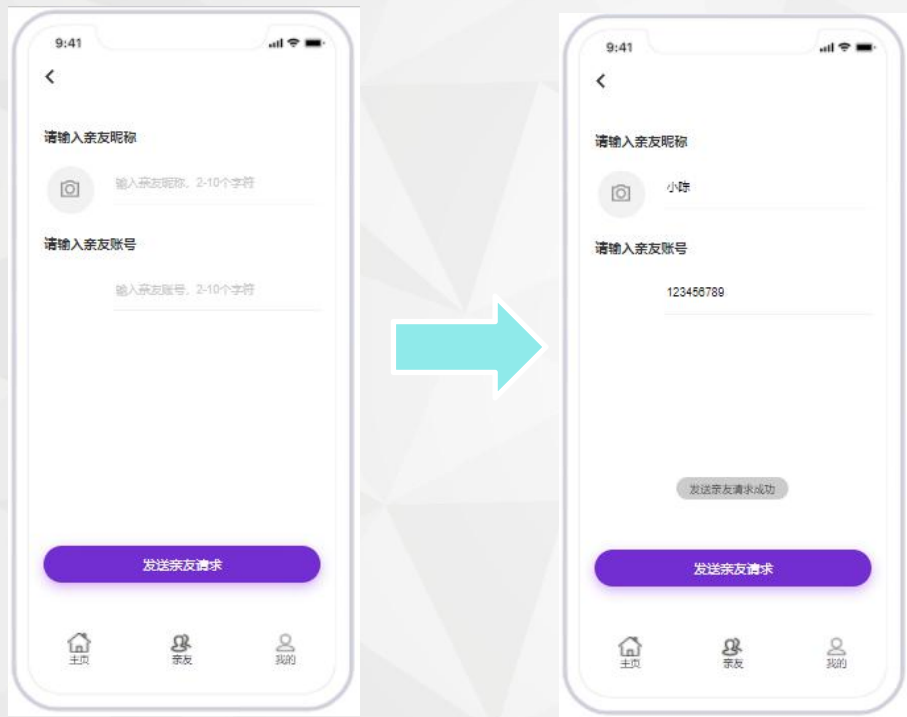 9:41
请输入亲友昵称
输入亲友昵称，2-10个字符
请输入亲友账号
输入亲友账号，2-10个字符
发送亲友请求
主页
亲友
我的
9:41
请输入亲友昵称
小陈
请输入亲友账号
123456789
发送亲友请求成功
发送亲友请求
主页
亲友
我的